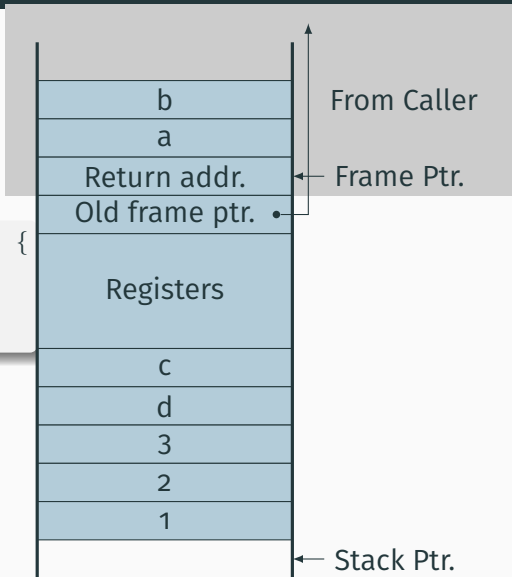 b
From Caller
a
Return addr.
Frame Ptr.
Old frame ptr.
{
Registers
c
d
3
2
1
Stack Ptr.